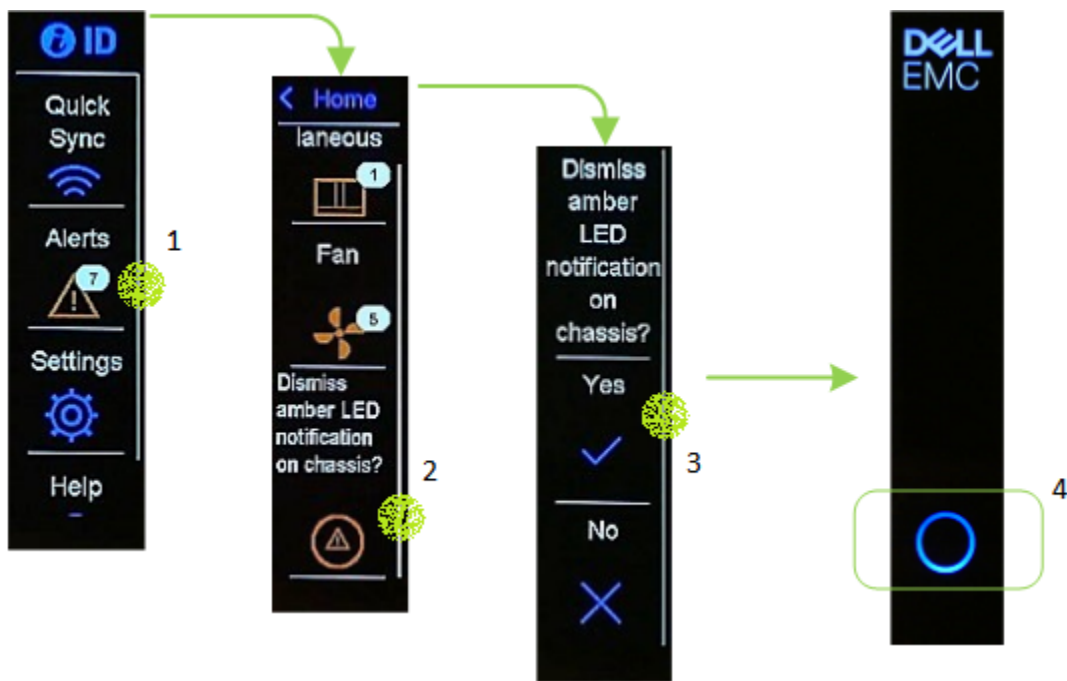 ID
Quick
Sync
Alerts
7
Settings
Help
1
Home
laneous
1
Fan
5
Dismiss
amber LED
notification
on chassis?
2
Dismiss
amber
LED
notification
on
chassis?
Yes
No
3
DELL
EMC
4